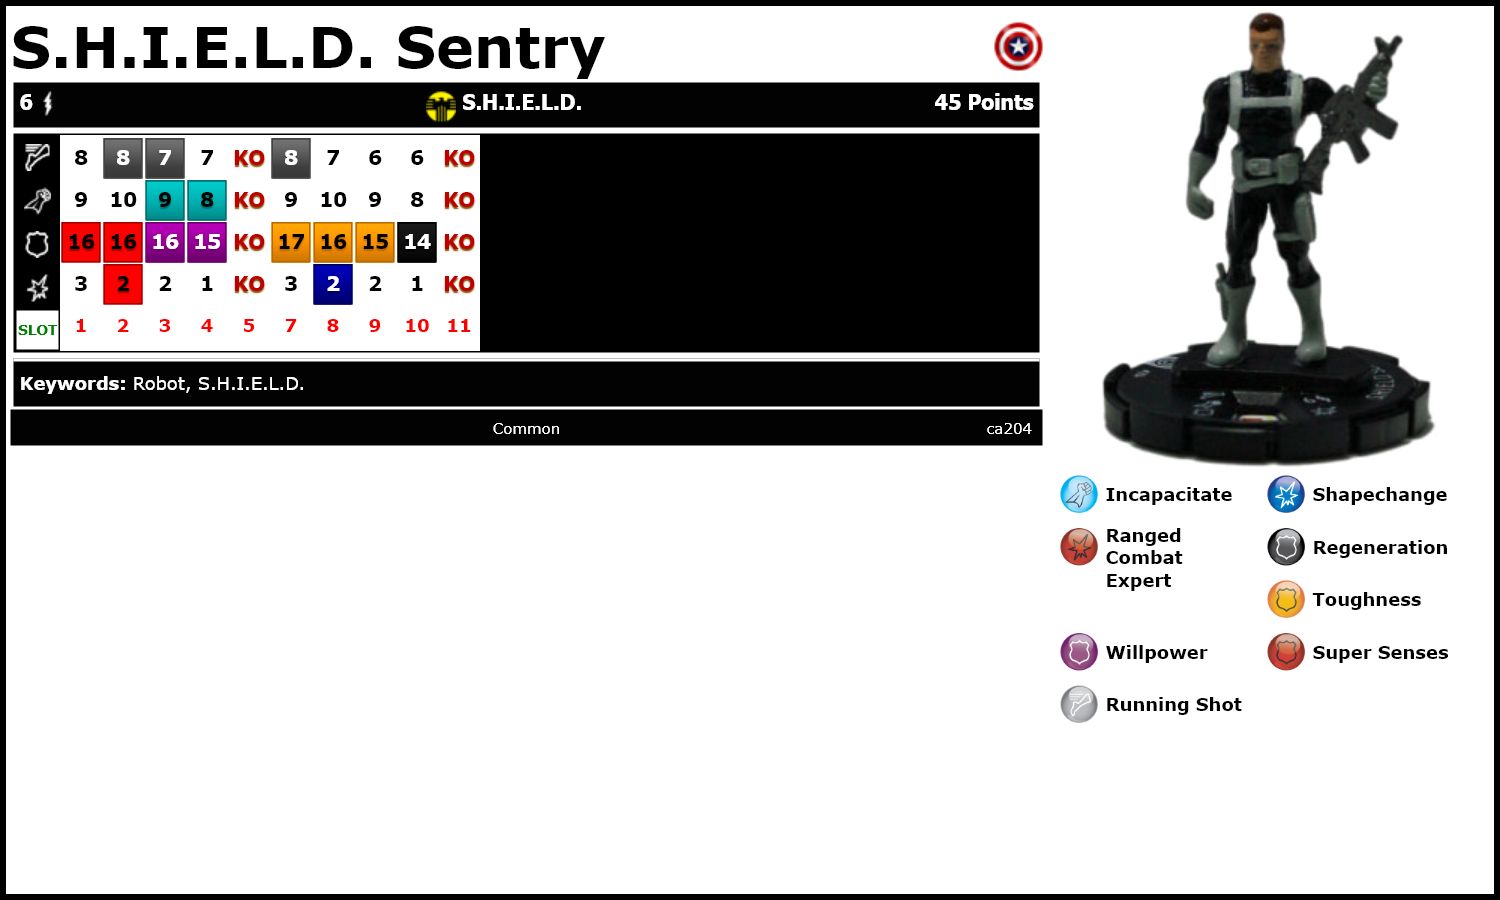 S.H.I.E.L.D. Sentry
6 S.H.I.E.L.D. 45 Points
8 8 7 7 KO 8 7 6 6 KO
9 10 9 8 KO 9 10 9 8 KO
16 16 16 15 KO 17 16 15 14 KO
3 2 2 1 KO 3 2 2 1 KO
SLOT 1 2 3 4 5 7 8 9 10 11
Keywords: Robot, S.H.I.E.L.D.
Common ca204
Incapacitate Shapechange
Ranged
Combat
Expert
Regeneration
Toughness
Willpower Super Senses
Running Shot